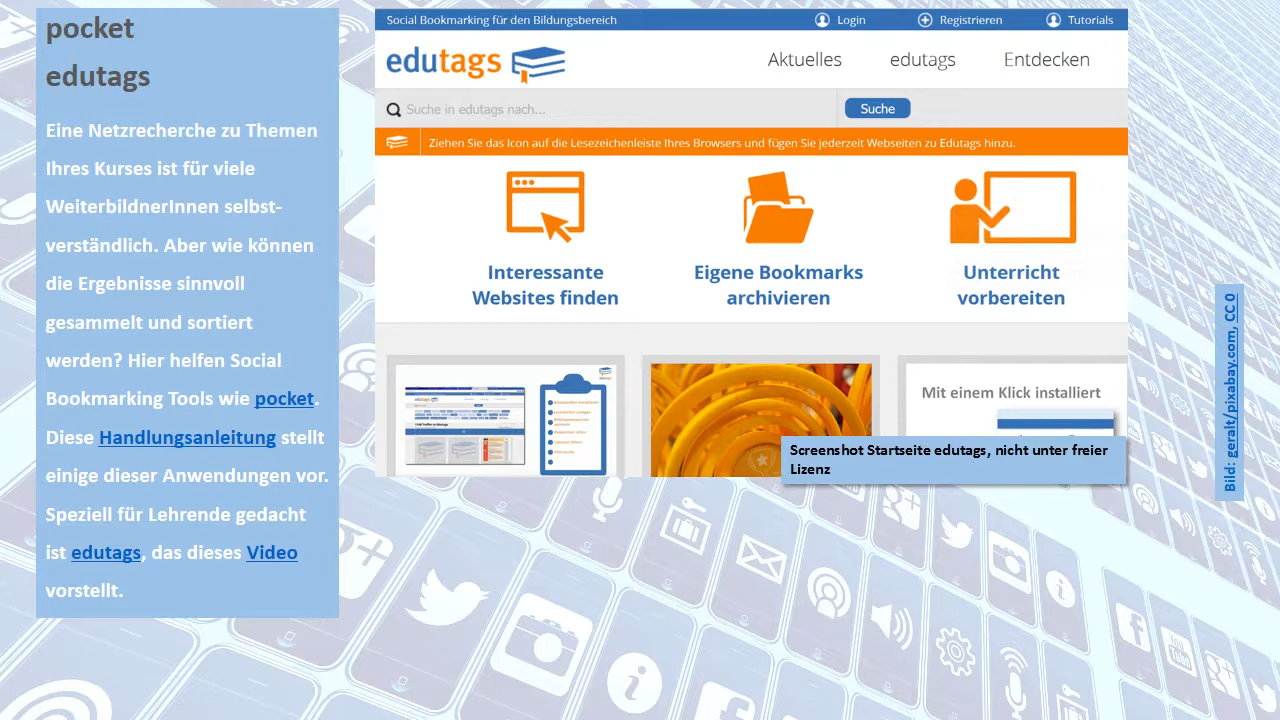 pocket
edutags
Eine Netzrecherche zu Themen
Ihres Kurses ist für viele
WeiterbildnerInnen selbst-
verständlich. Aber wie können
die Ergebnisse sinnvoll
gesammelt und sortiert
werden? Hier helfen Social
Bookmarking Tools wie pocket.
Diese Handlungsanleitung stellt
einige dieser Anwendungen vor.
Speziell für Lehrende gedacht
ist edutags, das dieses Video
vorstellt.
Social Bookmarking für den Bildungsbereich
Login
Registrieren
Tutorials
edutags
Aktuelles
edutags
Entdecken
Suche in edutags nach...
Suche
Ziehen Sie das Icon auf die Lesezeichenleiste Ihres Browsers und fügen Sie jederzeit Webseiten zu Edutags hinzu.
Interessante
Websites finden
Eigene Bookmarks
archivieren
Unterricht
vorbereiten
edutags
Mit einem Klick installiert
Screenshot Startseite edutags, nicht unter freier
Lizenz
Bild: geralt/pixabay.com, CC 0